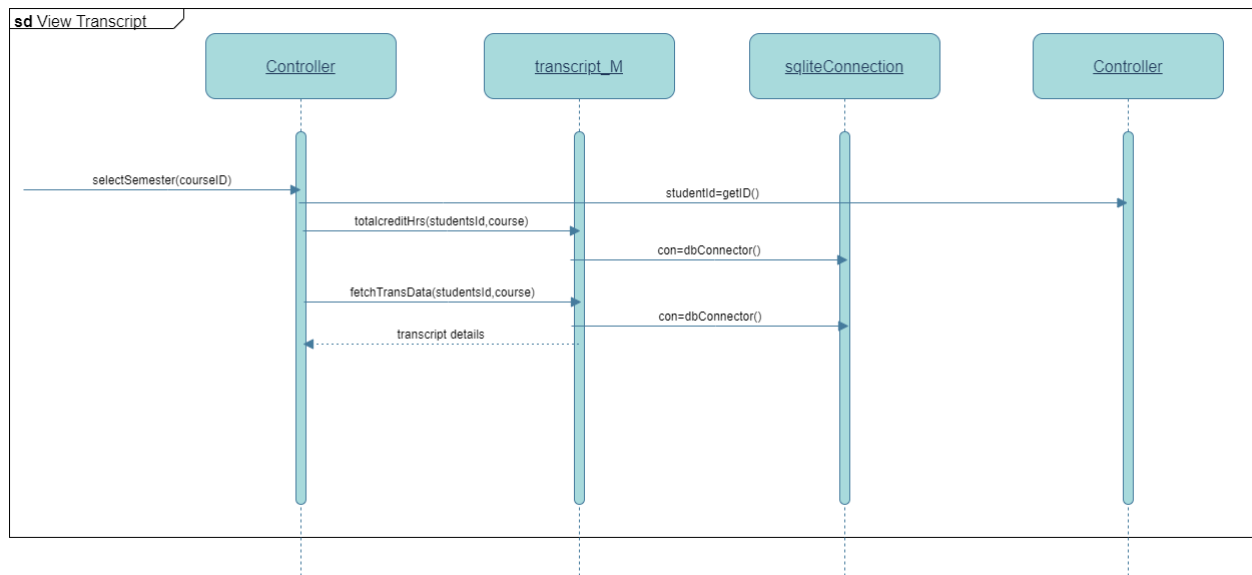 sd View Transcript
Controller
transcript_M
sqliteConnection
Controller
selectSemester(courseID)
studentId=getID()
totalcreditHrs(studentsId,course)
con=dbConnector()
fetchTransData(studentsId,course)
con=dbConnector()
transcript details